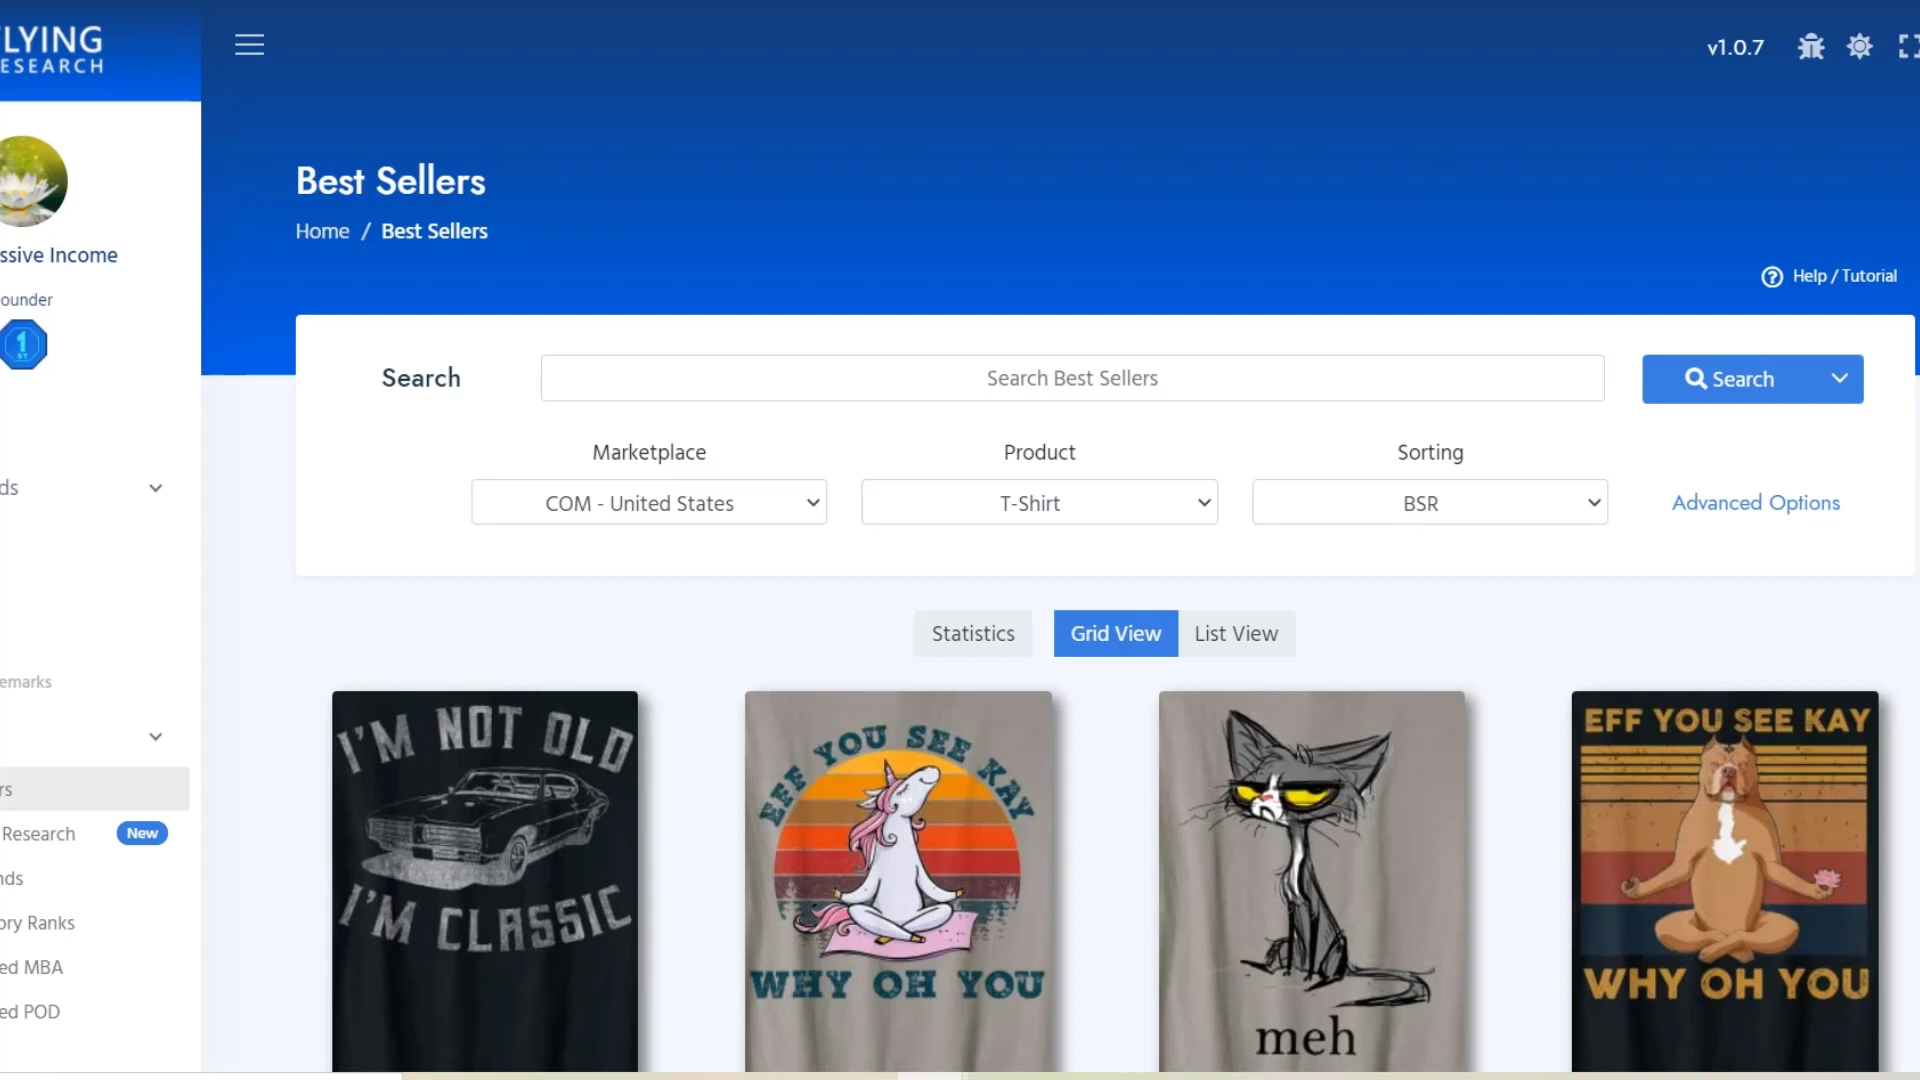 LYING
ESEARCH
v1.0.7
Best Sellers
Home / Best Sellers
ssive Income
ounder
1
ST
Help / Tutorial
Search
Search Best Sellers
Search
Marketplace
Product
Sorting
COM - United States
T-Shirt
BSR
Advanced Options
ds
Statistics
Grid View
List View
emarks
rs
Research
New
nds
ory Ranks
ed MBA
ed POD
I'M NOT OLD
I'M CLASSIC
EFF YOU SEE KAY
WHY OH YOU
meh
EFF YOU SEE KAY
WHY OH YOU